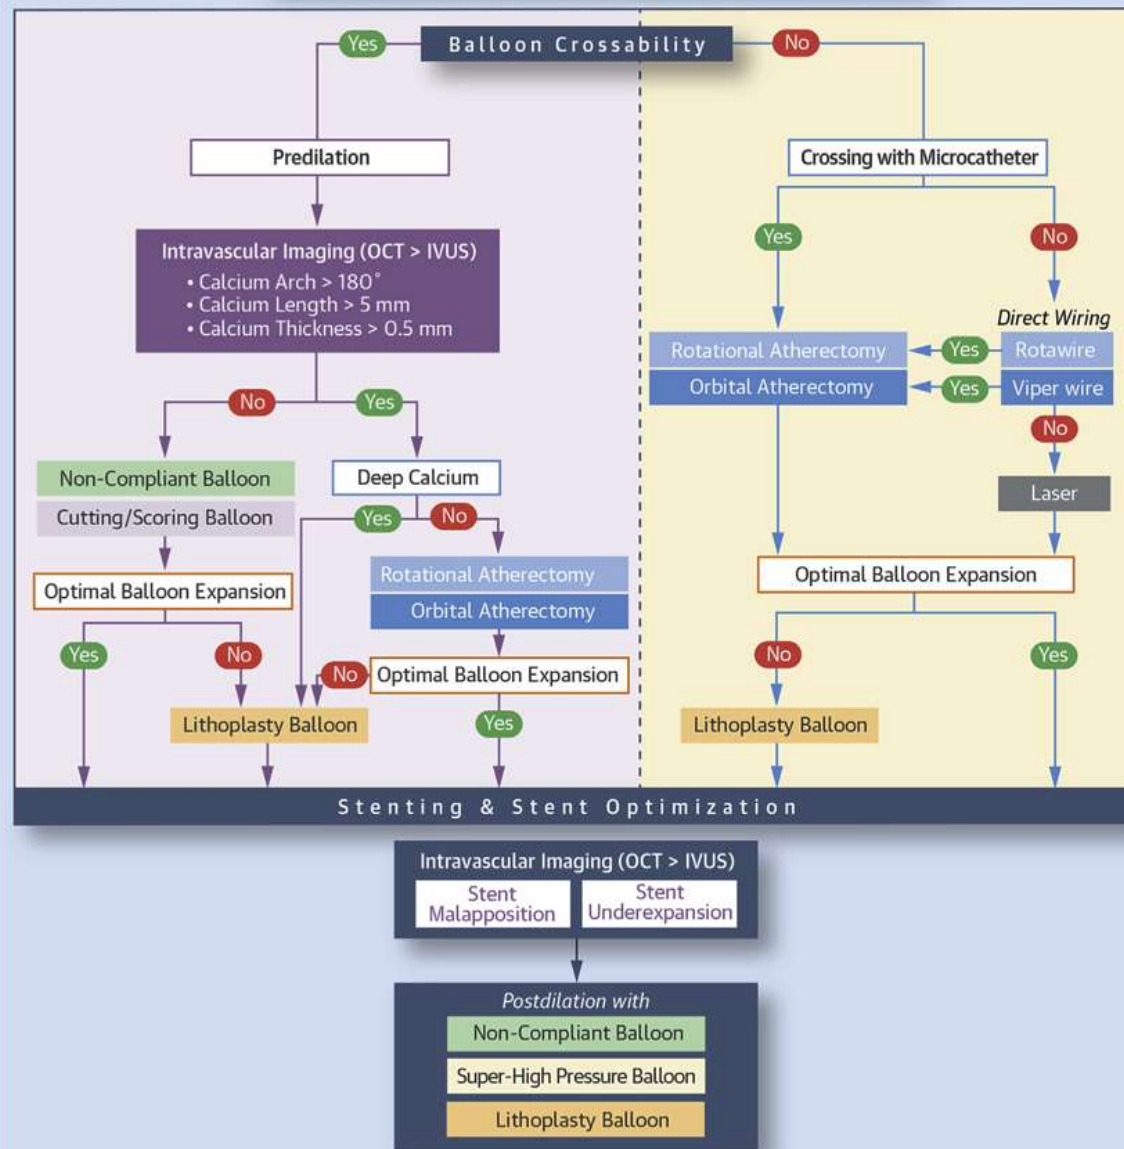 Balloon Crossability
Yes
No
Predilation
Intravascular Imaging (OCT > IVUS)
• Calcium Arch > 180°
• Calcium Length > 5 mm
• Calcium Thickness > 0.5 mm
No
Yes
Non-Compliant Balloon
Cutting/Scoring Balloon
Deep Calcium
Yes
No
Optimal Balloon Expansion
Rotational Atherectomy
Orbital Atherectomy
Yes
No
No
Optimal Balloon Expansion
Lithoplasty Balloon
Yes
Crossing with Microcatheter
Yes
No
Direct Wiring
Rotational Atherectomy
Yes
Rotawire
Orbital Atherectomy
Yes
Viper wire
No
Laser
Optimal Balloon Expansion
No
Yes
Lithoplasty Balloon
Stenting & Stent Optimization
Intravascular Imaging (OCT > IVUS)
Stent
Malapposition
Stent
Underexpansion
Postdilation with
Non-Compliant Balloon
Super-High Pressure Balloon
Lithoplasty Balloon